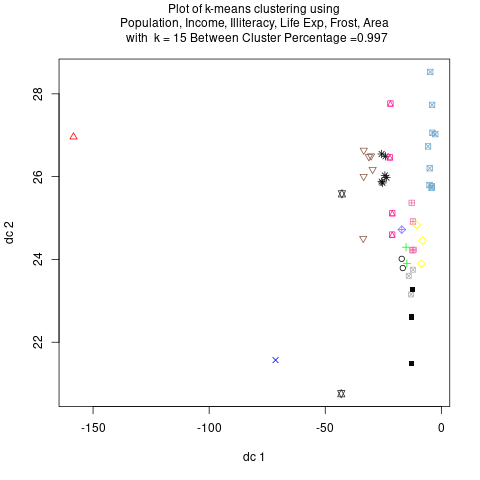 Plot of k-means clustering using
Population, Income, Illiteracy, Life Exp, Frost, Area
with k = 15 Between Cluster Percentage =0.997
28
26
24
22
dc 2
-150
-100
-50
0
dc 1